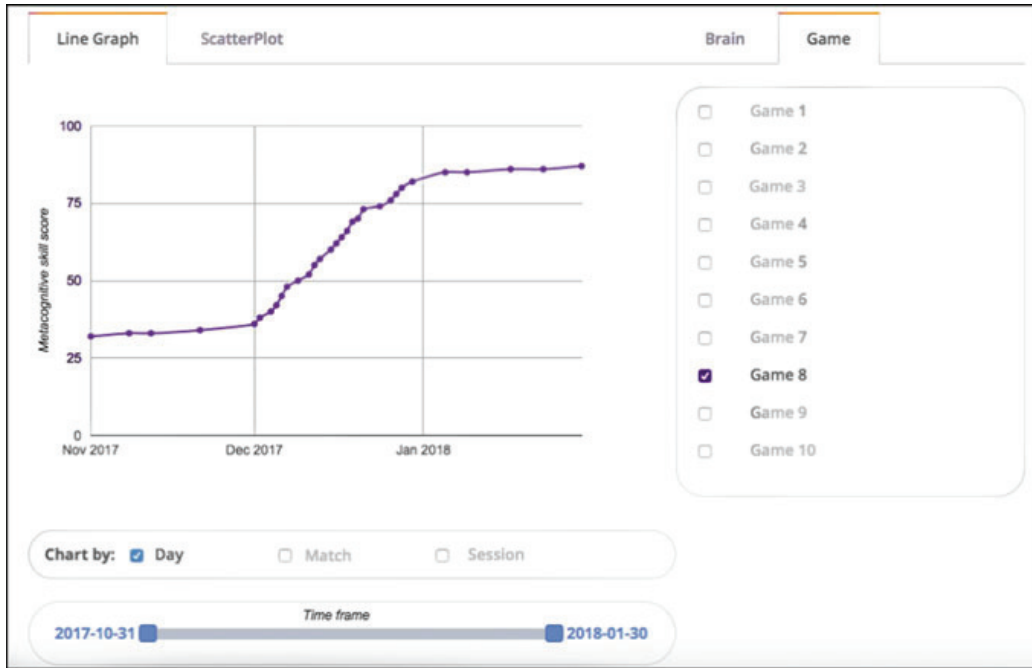 Line Graph
ScatterPlot
Brain
Game
100
75
50
25
0
Metacognitive skill score
Nov 2017
Dec 2017
Jan 2018
Game 1
Game 2
Game 3
Game 4
Game 5
Game 6
Game 7
Game 8
Game 9
Game 10
Chart by: Day Match Session
Time frame
2017-10-31 2018-01-30